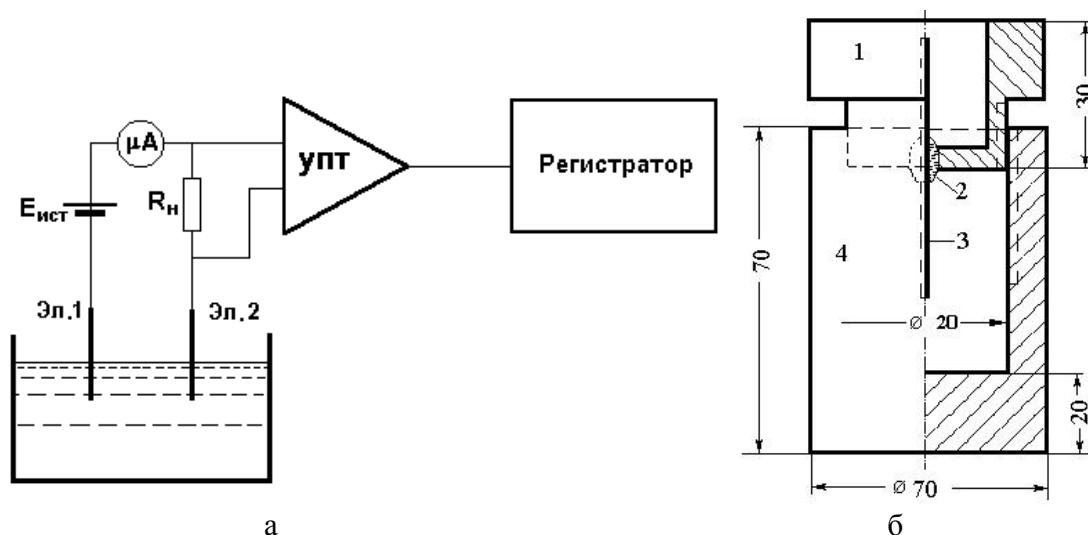 μA
упт
Регистратор
Eист
Rн
Эл.1
Эл.2
а
1
2
3
4
30
70
ø 20
20
ø 70
б